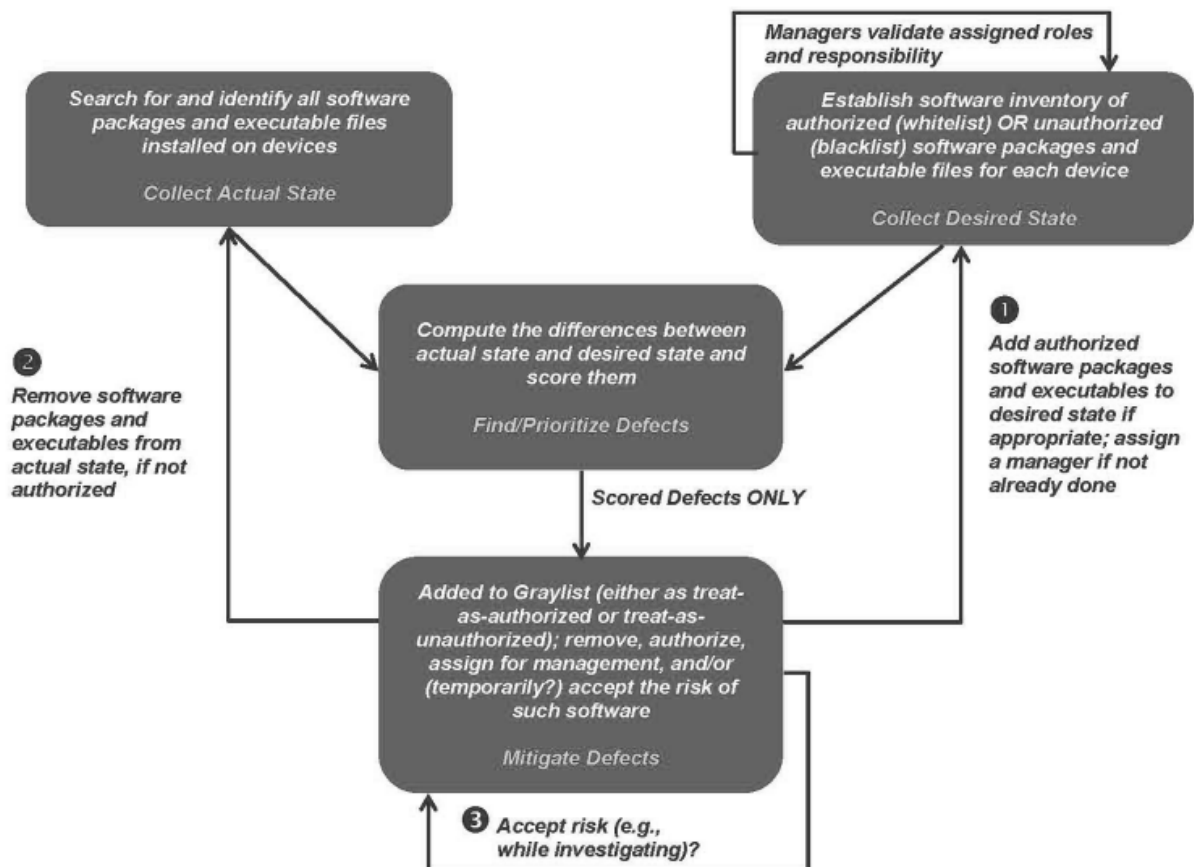 Managers validate assigned roles
and responsibility
Search for and identify all software
packages and executable files
installed on devices
Collect Actual State
Establish software inventory of
authorized (whitelist) OR unauthorized
(blacklist) software packages and
executable files for each device
Collect Desired State
Compute the differences between
actual state and desired state and
score them
Find/Prioritize Defects
❶
Add authorized
software packages
and executables to
desired state if
appropriate; assign
a manager if not
already done
❷
Remove software
packages and
executables from
actual state, if not
authorized
Scored Defects ONLY
Added to Graylist (either as treat-
as-authorized or treat-as-
unauthorized); remove, authorize,
assign for management, and/or
(temporarily?) accept the risk of
such software
Mitigate Defects
❸ Accept risk (e.g.,
while investigating)?